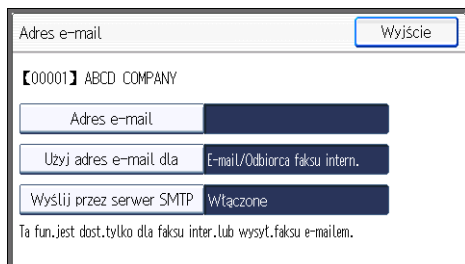 Adres e-mail
Wyjście
【00001】 ABCD COMPANY
Adres e-mail
Użyj adres e-mail dla E-mail/Odbiorca faksu intern.
Wyślij przez serwer SMTP Włączone
Ta fun.jest dost.tylko dla faksu inter.lub wysyt.faksu e-mailem.